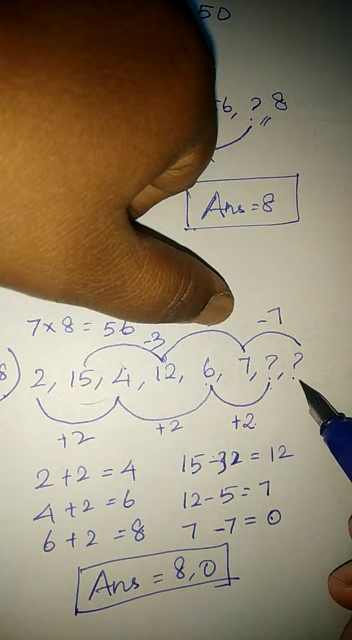 50
6, ? 8
Ans = 8
7 x 8 = 56
-3 -7
8) 2, 15, 4, 12, 6, 7, ?, ?
+2 +2 +2
2 + 2 = 4 15 - 3 = 12
4 + 2 = 6 12 - 5 = 7
6 + 2 = 8 7 - 7 = 0
Ans = 8, 0